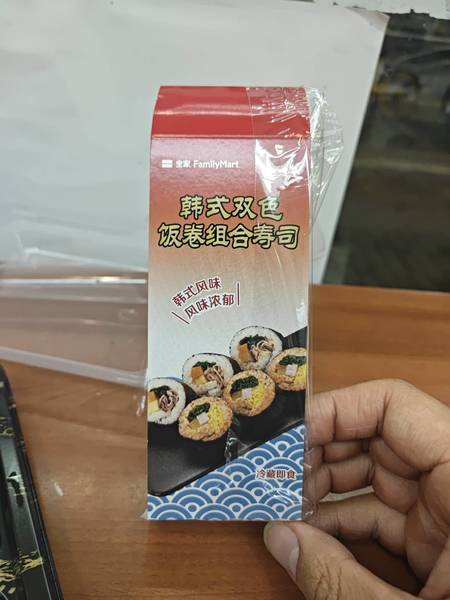 全家 FamilyMart
韩式双色
饭卷组合寿司
韩式风味
风味浓郁
冷藏即食